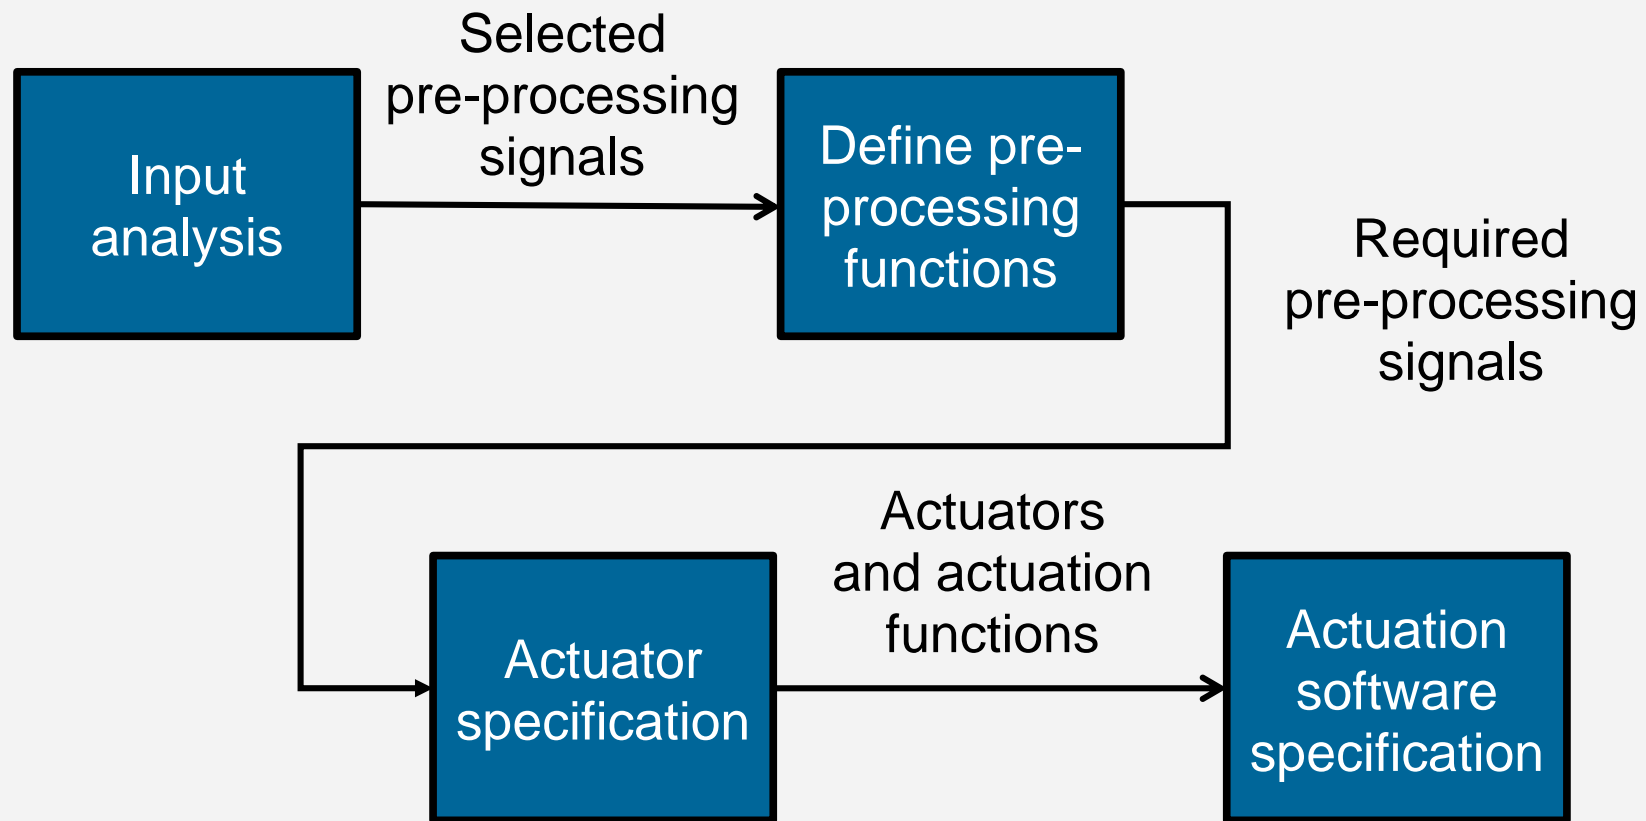 Input
analysis
Selected
pre-processing
signals
Define pre-
processing
functions
Required
pre-processing
signals
Actuator
specification
Actuators
and actuation
functions
Actuation
software
specification